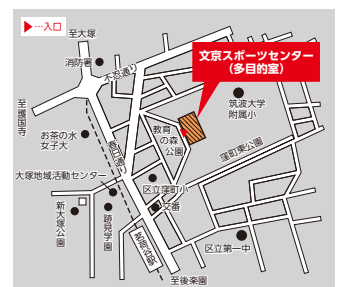 ▶…入口
至大塚
消防署
不忍通り
文京スポーツセンター
(多目的室)
至護国寺
筑波大学
附属小
お茶の水
女子大
教育
の森
公園
春日通り
窪町東公園
大塚地域活動センター
区立窪町小
交番
新大塚公園
跡見学園
茗荷谷駅
区立第一中
至後楽園